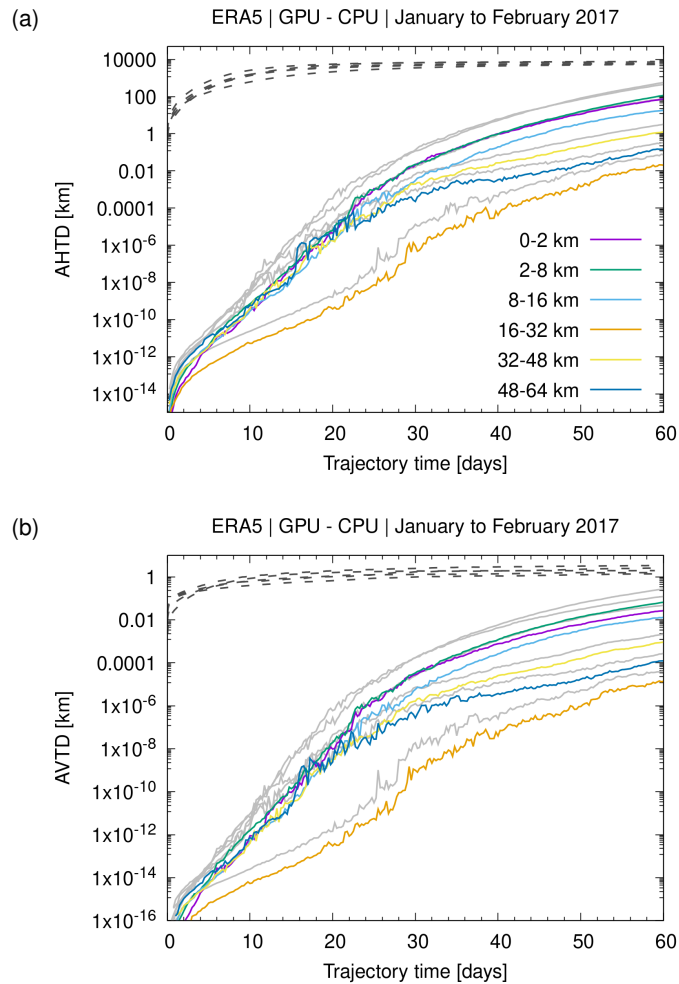 (a)
ERA5 | GPU - CPU | January to February 2017
10000
100
1
0.01
0.0001
1x10-6
1x10-8
1x10-10
1x10-12
1x10-14
AHTD [km]
0-2 km
2-8 km
8-16 km
16-32 km
32-48 km
48-64 km
0 10 20 30 40 50 60
Trajectory time [days]
(b)
ERA5 | GPU - CPU | January to February 2017
1
0.01
0.0001
1x10-6
1x10-8
1x10-10
1x10-12
1x10-14
1x10-16
AVTD [km]
0 10 20 30 40 50 60
Trajectory time [days]